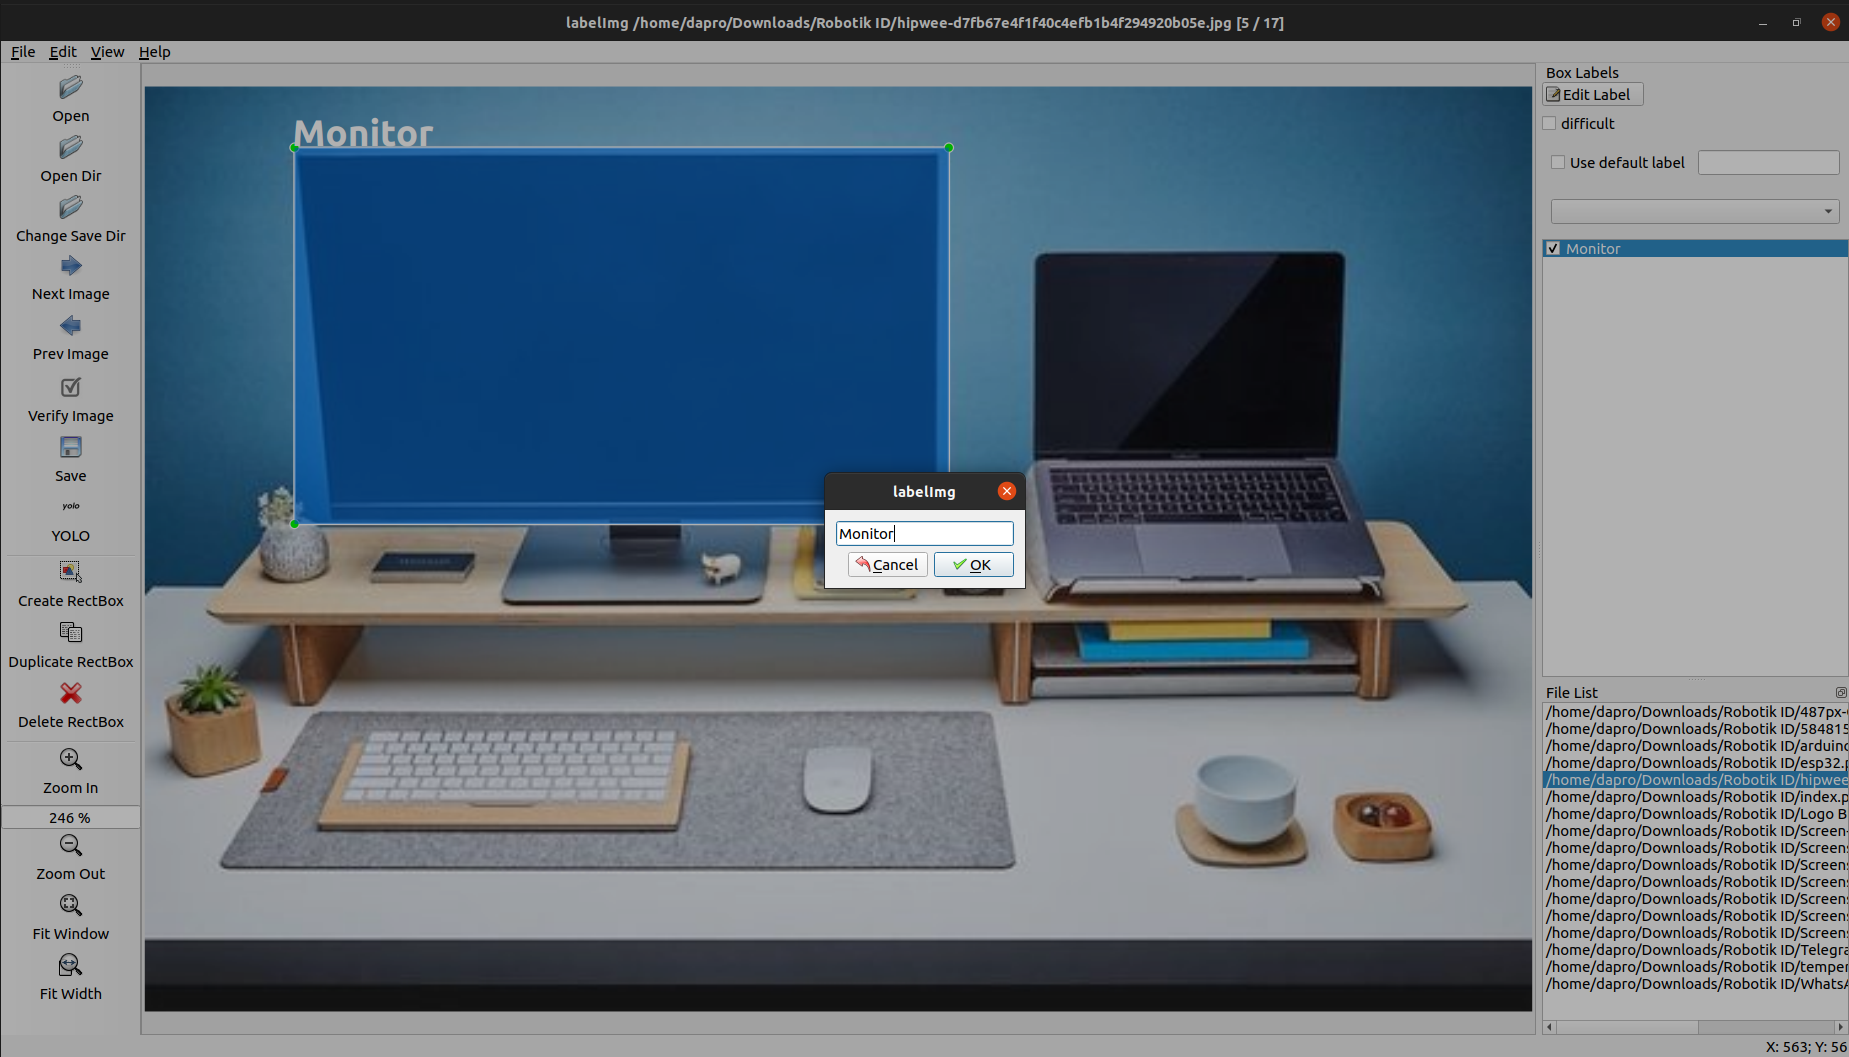 labelImg /home/dapro/Downloads/Robotik ID/hipwee-d7fb67e4f1f40c4efb1b4f294920b05e.jpg [5 / 17]
File Edit View Help
Open
Open Dir
Change Save Dir
Next Image
Prev Image
Verify Image
Save
yolo
YOLO
Create RectBox
Duplicate RectBox
Delete RectBox
Zoom In
246 %
Zoom Out
Fit Window
Fit Width
Monitor
labelImg
Monitor
Cancel OK
Box Labels
Edit Label
difficult
Use default label
Monitor
File List
/home/dapro/Downloads/Robotik ID/487px-
/home/dapro/Downloads/Robotik ID/584815
/home/dapro/Downloads/Robotik ID/arduino
/home/dapro/Downloads/Robotik ID/esp32.p
/home/dapro/Downloads/Robotik ID/hipwee
/home/dapro/Downloads/Robotik ID/index.p
/home/dapro/Downloads/Robotik ID/Logo B
/home/dapro/Downloads/Robotik ID/Screen-
/home/dapro/Downloads/Robotik ID/Screens
/home/dapro/Downloads/Robotik ID/Screens
/home/dapro/Downloads/Robotik ID/Screens
/home/dapro/Downloads/Robotik ID/Screens
/home/dapro/Downloads/Robotik ID/Screens
/home/dapro/Downloads/Robotik ID/Screens
/home/dapro/Downloads/Robotik ID/Telegra
/home/dapro/Downloads/Robotik ID/temper
/home/dapro/Downloads/Robotik ID/WhatsA
X: 563; Y: 56